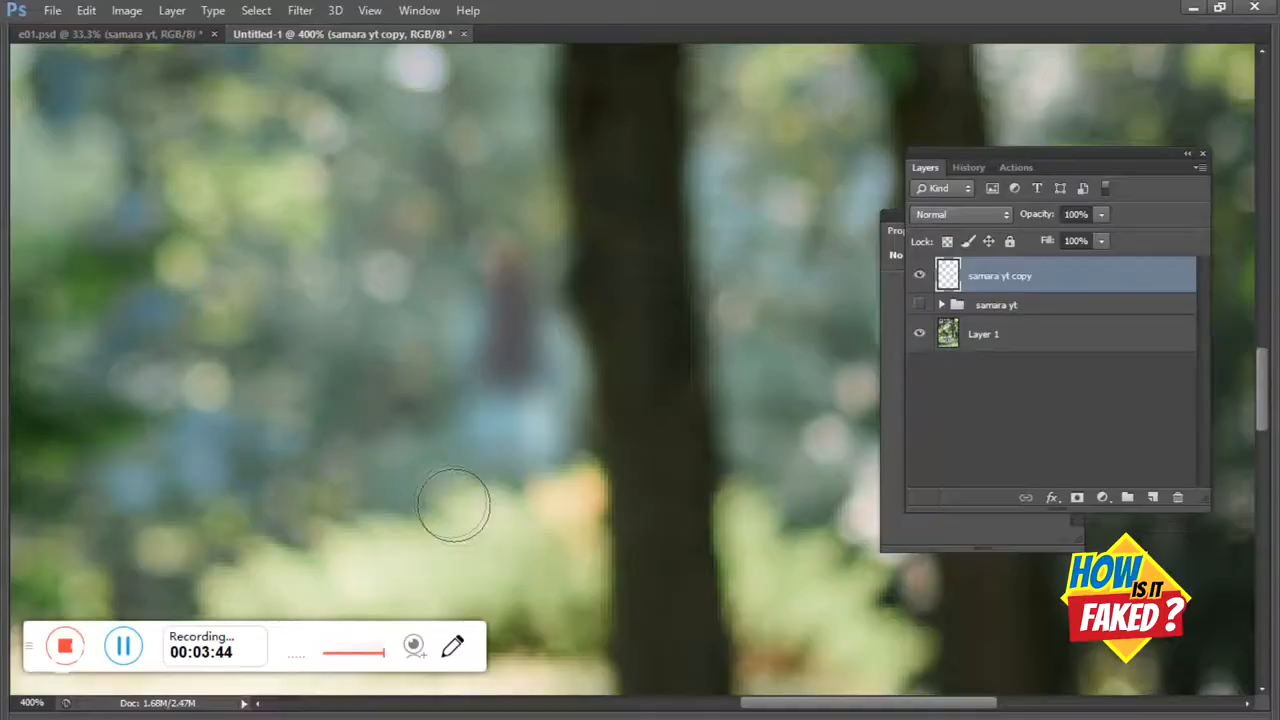 Ps File Edit Image Layer Type Select Filter 3D View Window Help
e01.psd @ 33.3% (samara yt, RGB/8) * × Untitled-1 @ 400% (samara yt copy, RGB/8) * ×
Layers History Actions
Kind
Normal Opacity: 100%
Lock: Fill: 100%
samara yt copy
samara yt
Layer 1
Prop
No
Recording...
00:03:44
HOW
IS IT
FAKED ?
400% Doc: 1.68M/2.47M